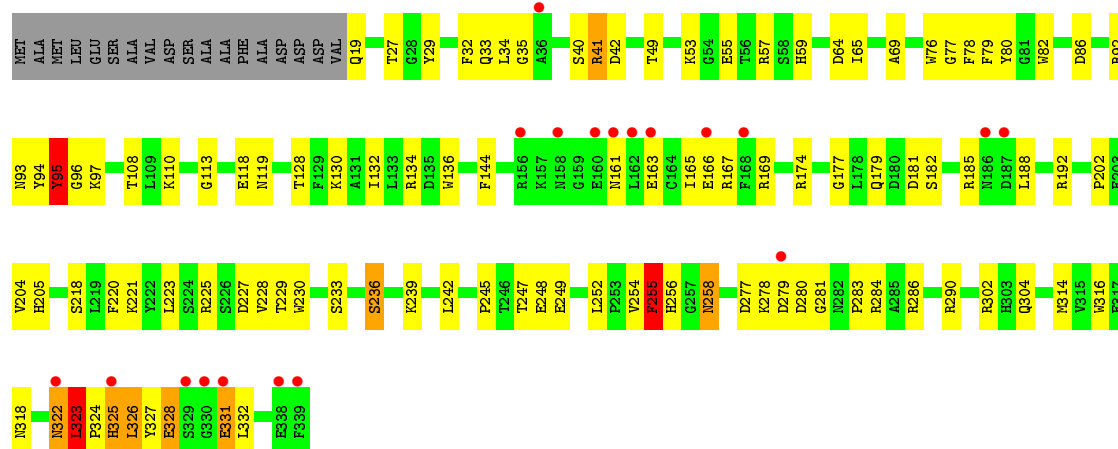 MET ALA MET LEU GLU SER ALA VAL ASP SER ALA ALA PHE ALA ASP ASP ASP VAL Q19 T27 G28 Y29 F32 Q33 L34 G35 A36 S40 R41 D42 T49 K53 G54 E55 T56 R57 S58 H59 D64 I65 A69 W76 G77 F78 F79 Y80 G81 W82 D86 R92
N93 Y94 Y95 G96 K97 T108 L109 K110 G113 E118 N119 T128 F129 K130 A131 I132 L133 R134 D135 W136 F144 R156 K157 N158 G159 E160 N161 L162 E163 C164 I165 E166 R167 F168 R169 R174 G177 L178 Q179 D180 D181 S182 R185 N186 D187 L188 R192 P202
V204 H205 S218 L219 F220 K221 Y222 L223 S224 R225 S226 D227 V228 T229 W230 S233 S236 K239 L242 P245 T246 T247 E248 E249 L252 P253 V254 F255 H256 G257 N258 D277 K278 D279 D280 G281 N282 P283 R284 A285 R286 R290 R302 H303 Q304 M314 V315 W316
N318 N322 L323 P324 H325 L326 Y327 E328 S329 G330 E331 L332 E338 F339